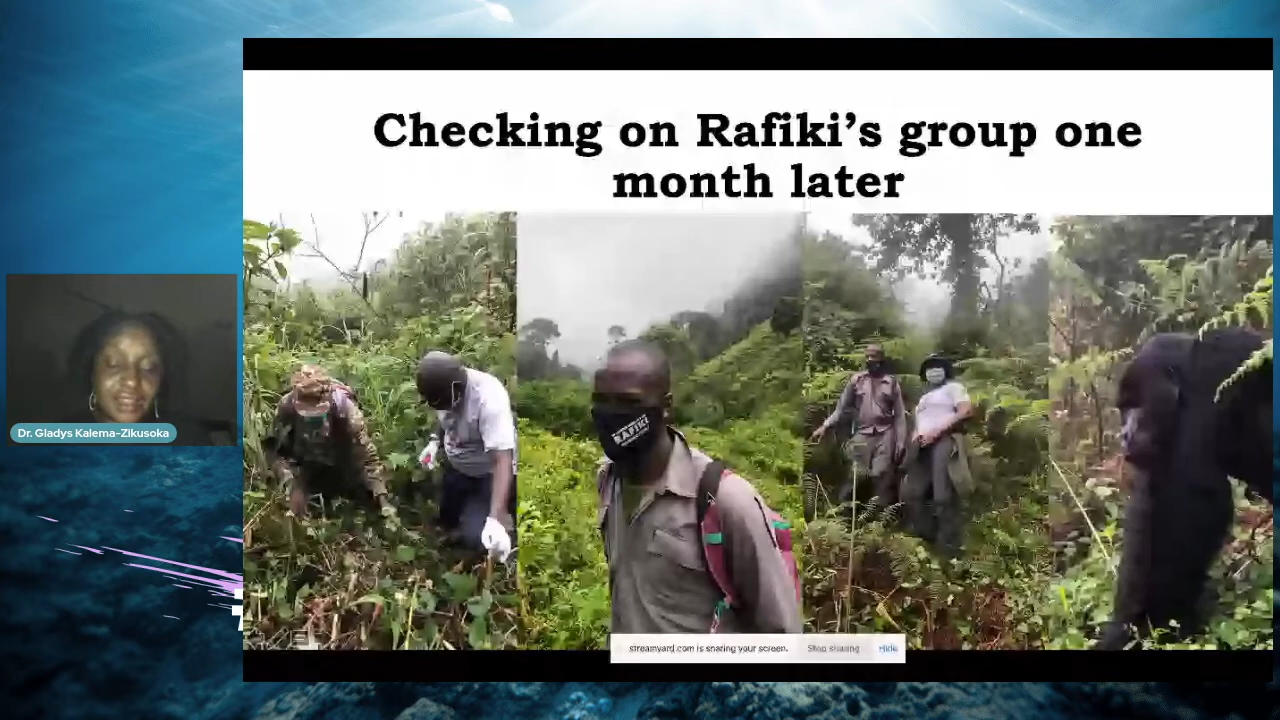 Checking on Rafiki’s group one
month later
Dr. Gladys Kalema-Zikusoka
RAFIKI
streamyard.com is sharing your screen. Stop sharing Hide